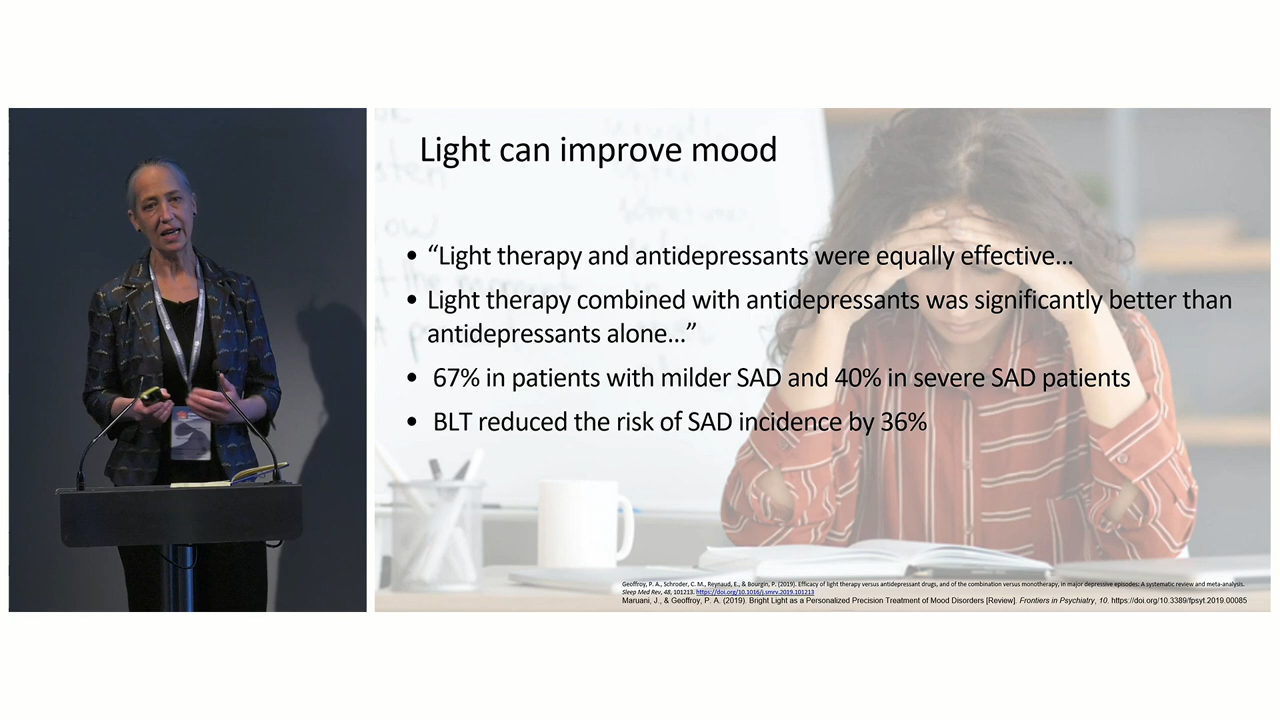 Light can improve mood
• “Light therapy and antidepressants were equally effective…
• Light therapy combined with antidepressants was significantly better than
antidepressants alone…”
• 67% in patients with milder SAD and 40% in severe SAD patients
• BLT reduced the risk of SAD incidence by 36%
Geoffroy, P. A., Schroder, C. M., Reynaud, E., & Bourgin, P. (2019). Efficacy of light therapy versus antidepressant drugs, and of the combination versus monotherapy, in major depressive episodes: A systematic review and meta-analysis.
Sleep Med Rev, 48, 101213. https://doi.org/10.1016/j.smrv.2019.101213
Maruani, J., & Geoffroy, P. A. (2019). Bright Light as a Personalized Precision Treatment of Mood Disorders [Review]. Frontiers in Psychiatry, 10. https://doi.org/10.3389/fpsyt.2019.00085